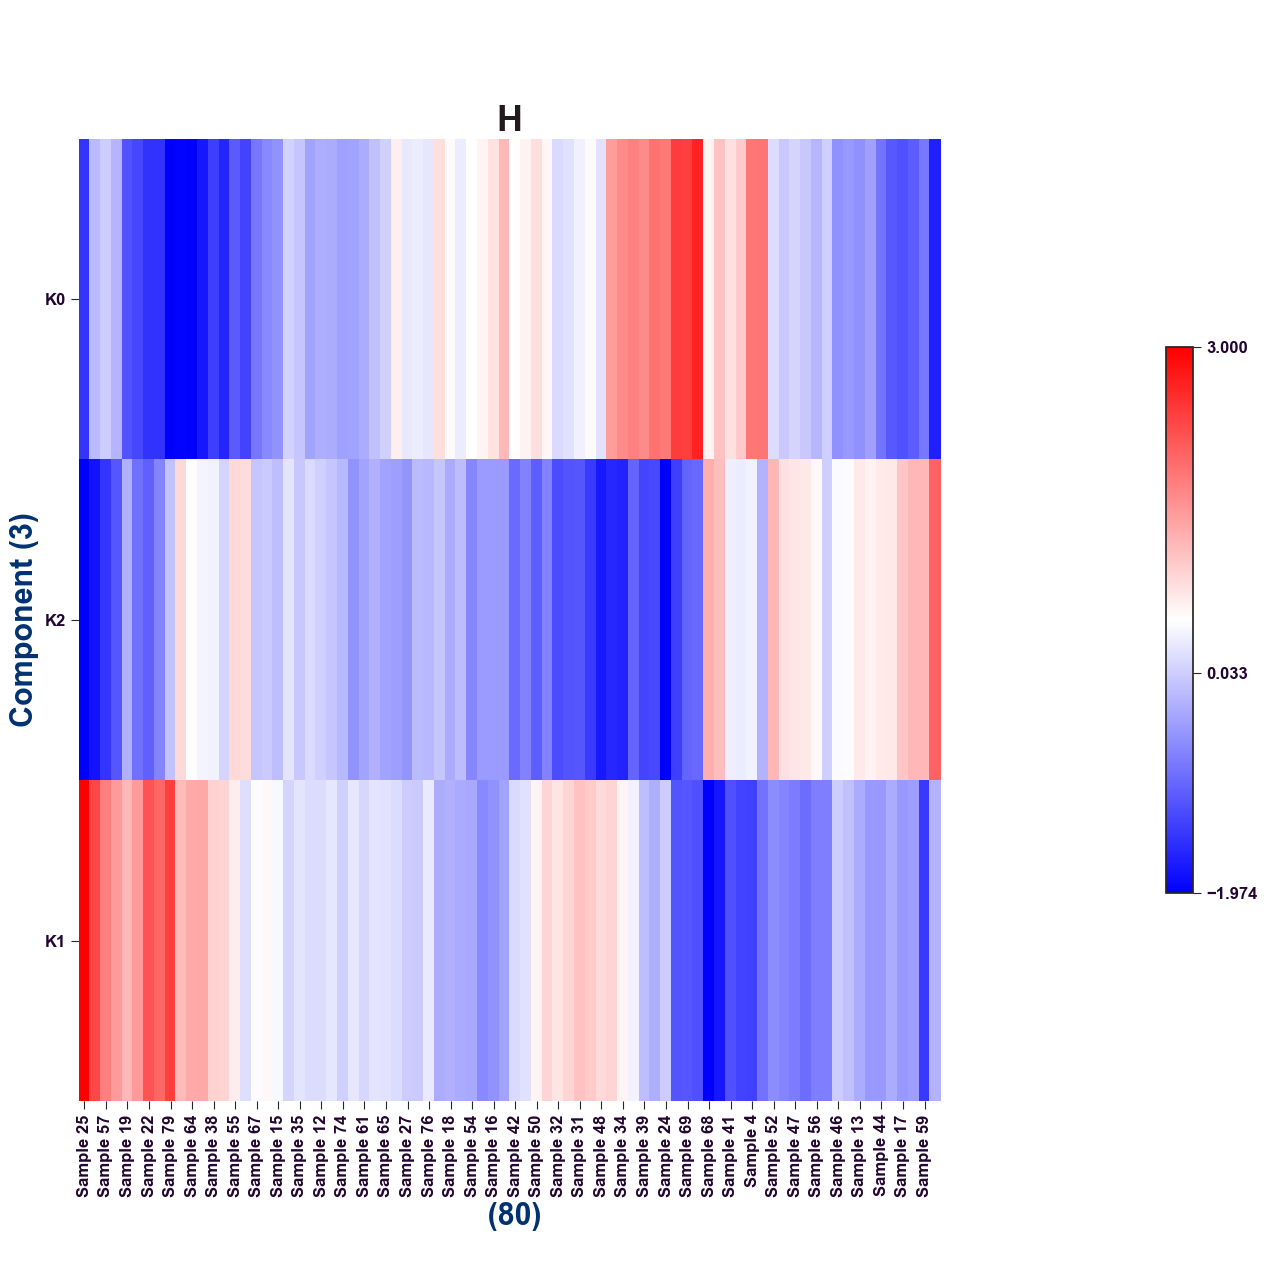 H
K0
K2
K1
Component (3)
Sample 25
Sample 57
Sample 19
Sample 22
Sample 79
Sample 64
Sample 38
Sample 55
Sample 67
Sample 15
Sample 35
Sample 12
Sample 74
Sample 61
Sample 65
Sample 27
Sample 76
Sample 18
Sample 54
Sample 16
Sample 42
Sample 50
Sample 32
Sample 31
Sample 48
Sample 34
Sample 39
Sample 24
Sample 69
Sample 68
Sample 41
Sample 4
Sample 52
Sample 47
Sample 56
Sample 46
Sample 13
Sample 44
Sample 17
Sample 59
(80)
3.000
0.033
−1.974